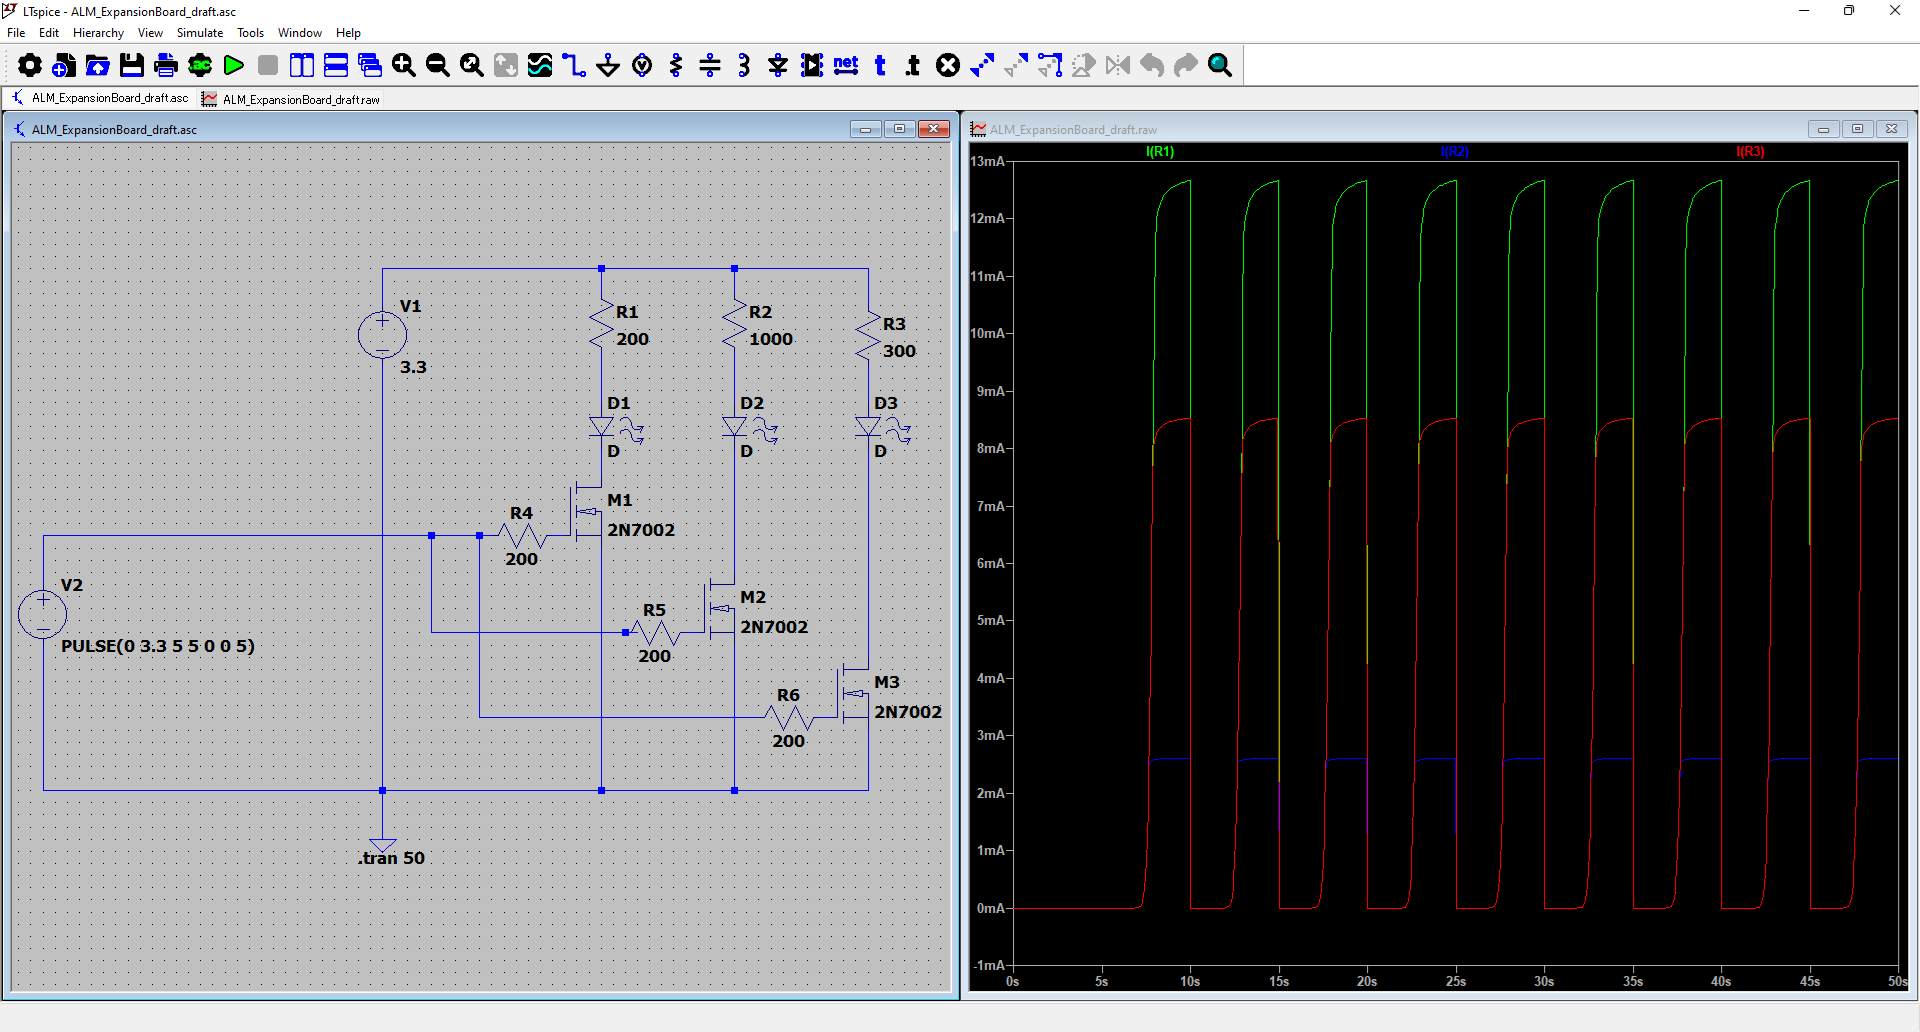 LTspice - ALM_ExpansionBoard_draft.asc
File Edit Hierarchy View Simulate Tools Window Help
.ac
net
t
.t
ALM_ExpansionBoard_draft.asc
ALM_ExpansionBoard_draft.raw
ALM_ExpansionBoard_draft.asc
V1
3.3
R1
200
R2
1000
R3
300
D1
D
D2
D
D3
D
M1
2N7002
R4
200
V2
PULSE(0 3.3 5 5 0 0 5)
M2
2N7002
R5
200
M3
2N7002
R6
200
.tran 50
ALM_ExpansionBoard_draft.raw
I(R1) I(R2) I(R3)
13mA
12mA
11mA
10mA
9mA
8mA
7mA
6mA
5mA
4mA
3mA
2mA
1mA
0mA
-1mA
0s 5s 10s 15s 20s 25s 30s 35s 40s 45s 50s